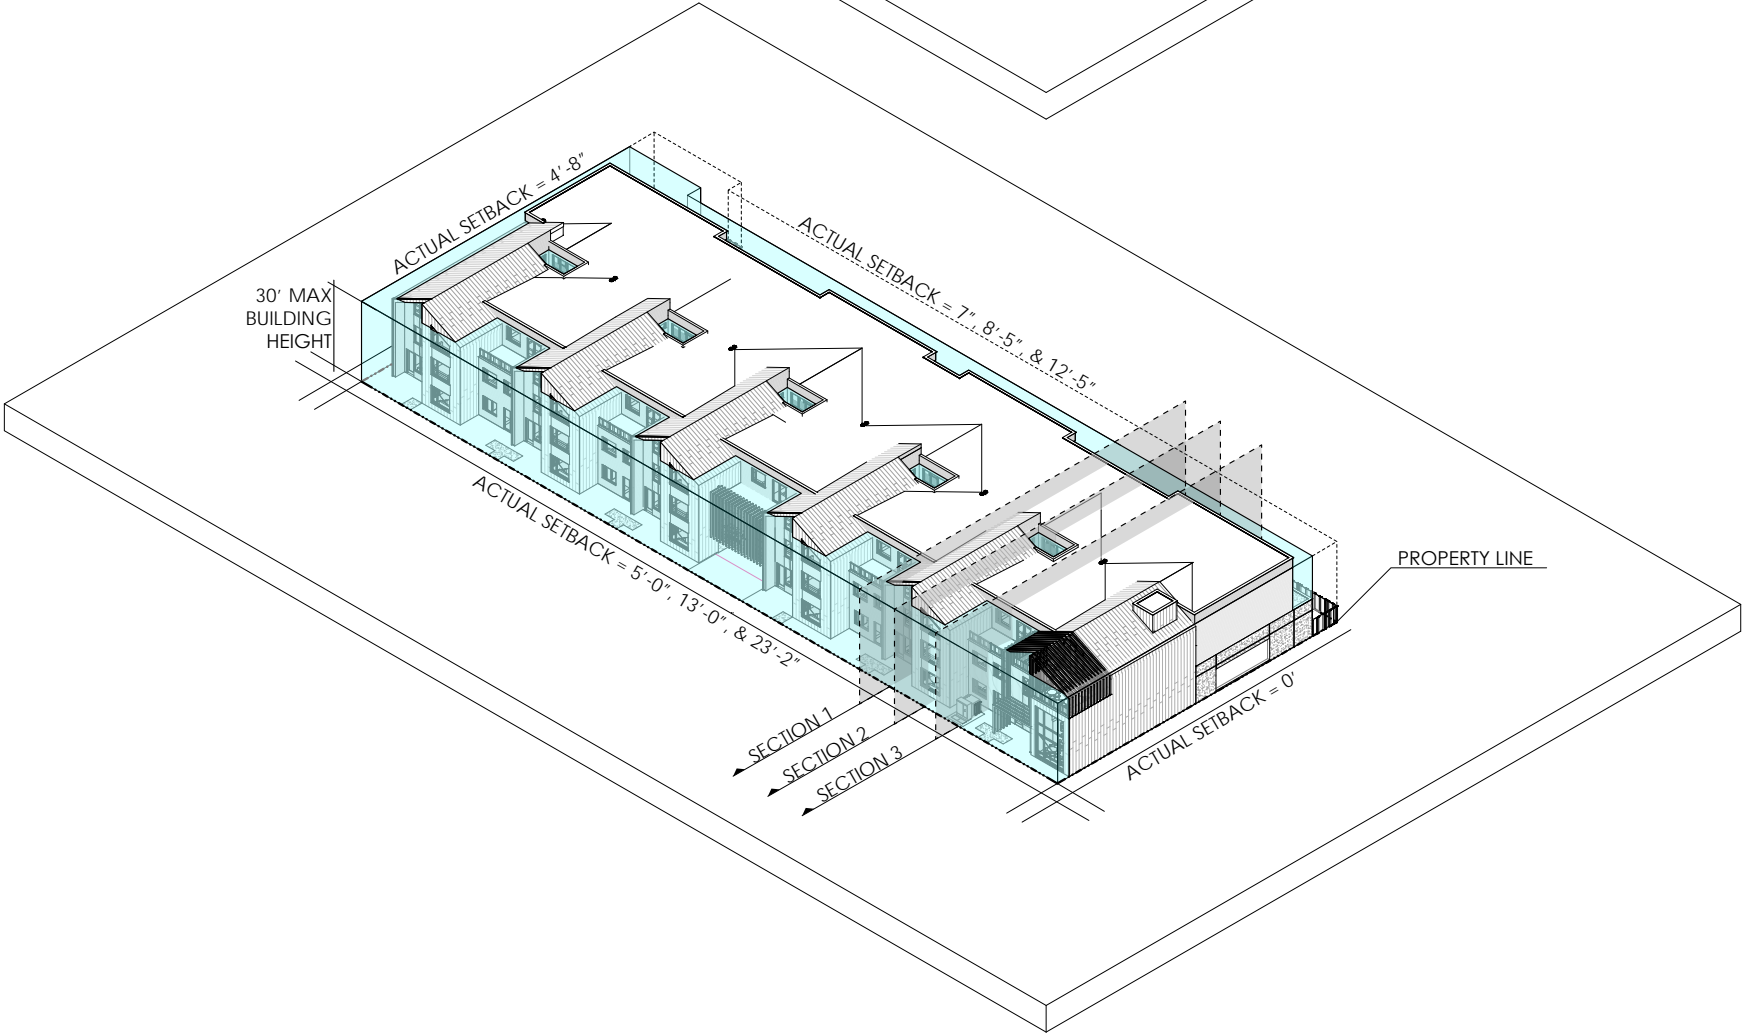 ACTUAL SETBACK = 4'-8"
ACTUAL SETBACK = 7", 8'-5", & 12'-5"
30' MAX
BUILDING
HEIGHT
ACTUAL SETBACK = 5'-0", 13'-0", & 23'-2"
PROPERTY LINE
SECTION 1
SECTION 2
SECTION 3
ACTUAL SETBACK = 0'